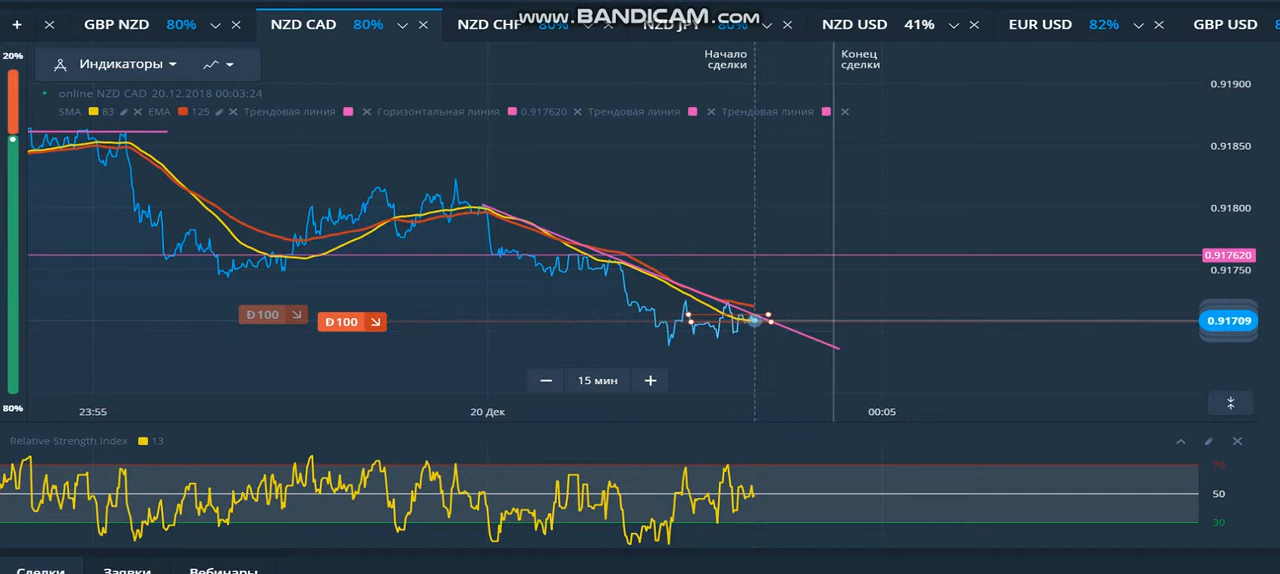 www.BANDICAM.com
GBP NZD 80% NZD CAD 80% NZD CHF 80% NZD JPY 80% NZD USD 41% EUR USD 82% GBP USD
20%
Индикаторы
Начало сделки
Конец сделки
0.91900
online NZD CAD 20.12.2018 00:03:24
SMA 83 EMA 125 Трендовая линия Горизонтальная линия 0.917620 Трендовая линия Трендовая линия
0.91850
0.91800
0.917620
0.91750
Đ100 Đ100
0.91709
15 мин
80%
23:55 20 Дек 00:05
Relative Strength Index 13
70
50
30
Сделки Заявки Вебинары